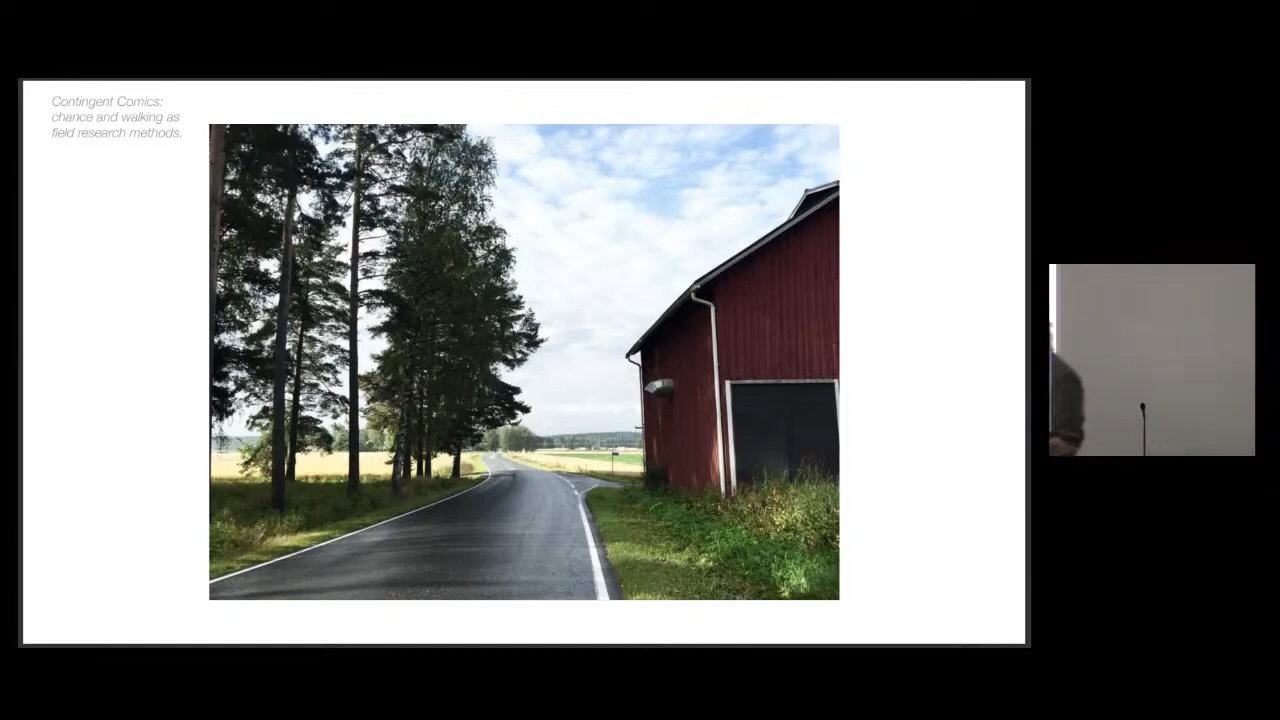 Contingent Comics:
chance and walking as
field research methods.